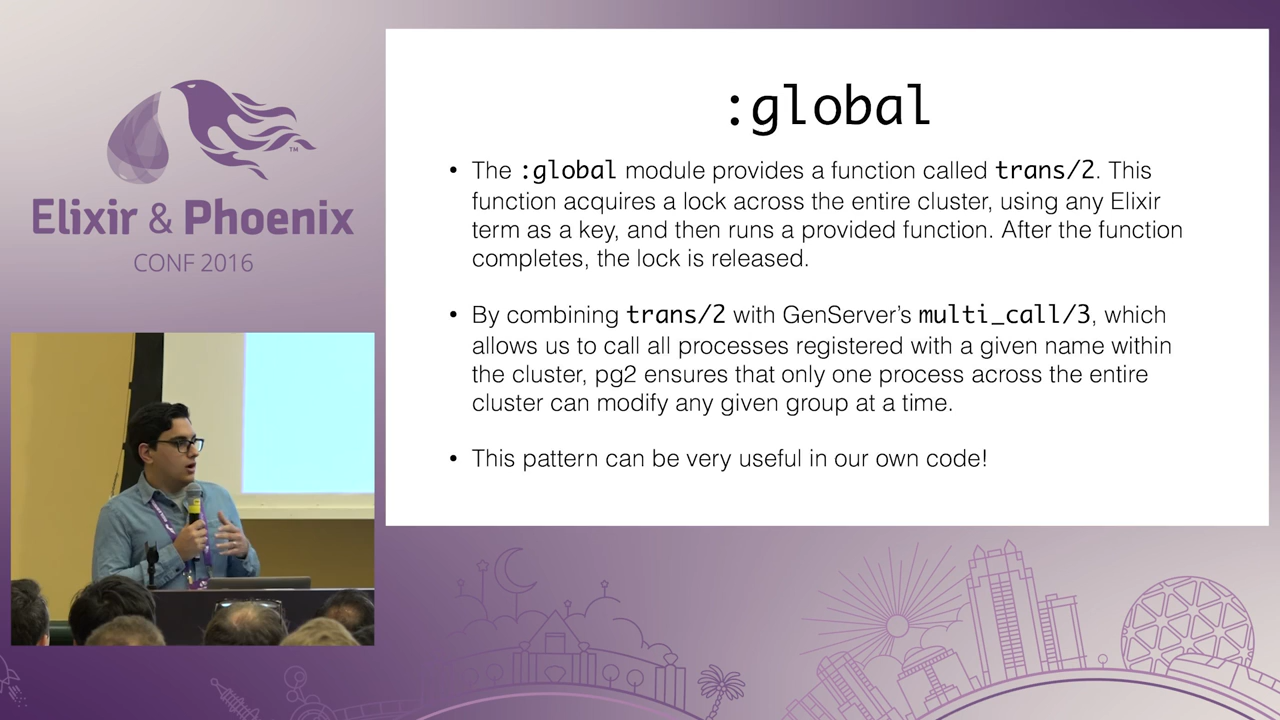 Elixir & Phoenix
TM
CONF 2016
:global
• The :global module provides a function called trans/2. This
function acquires a lock across the entire cluster, using any Elixir
term as a key, and then runs a provided function. After the function
completes, the lock is released.
• By combining trans/2 with GenServer’s multi_call/3, which
allows us to call all processes registered with a given name within
the cluster, pg2 ensures that only one process across the entire
cluster can modify any given group at a time.
• This pattern can be very useful in our own code!